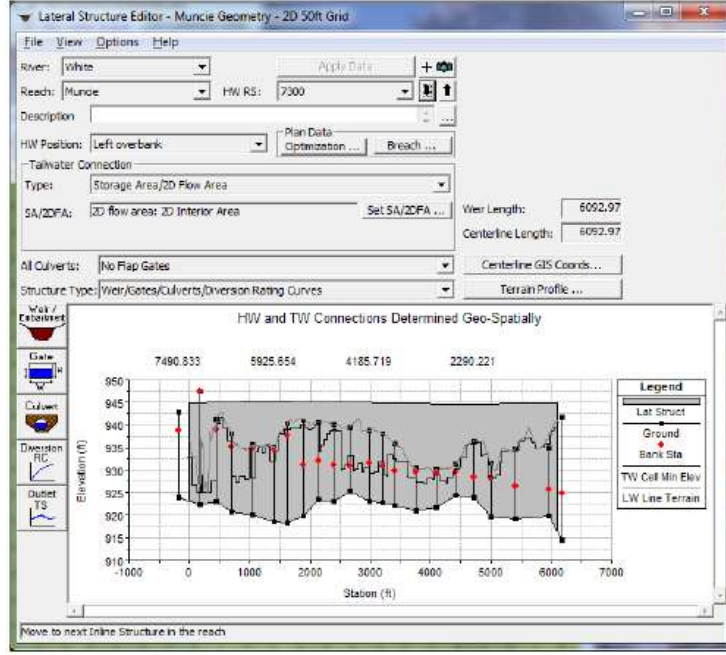 Lateral Structure Editor - Muncie Geometry - 2D 50ft Grid
File View Options Help
River: White Apply Data
Reach: Muncie HW RS: 7300
Description ...
HW Position: Left overbank Plan Data Optimization ... Breach ...
Tailwater Connection
Type: Storage Area/2D Flow Area
SA/2DFA: 2D flow area: 2D Interior Area Set SA/2DFA ... Weir Length: 6092.97
Centerline Length: 6092.97
All Culverts: No Flap Gates Centerline GIS Coords...
Structure Type: Weir/Gates/Culverts/Diversion Rating Curves Terrain Profile ...
Weir / Embankment
Gate
Culvert
Diversion RC
Outlet TS
HW and TW Connections Determined Geo-Spatially
7490.833 5925.654 4185.719 2290.221
950
945
940
935
930
925
920
915
910
Elevation (ft)
-1000 0 1000 2000 3000 4000 5000 6000 7000
Station (ft)
Legend
Lat Struct
Ground
Bank Sta
TW Cell Min Elev
LW Line Terrain
Move to next Inline Structure in the reach